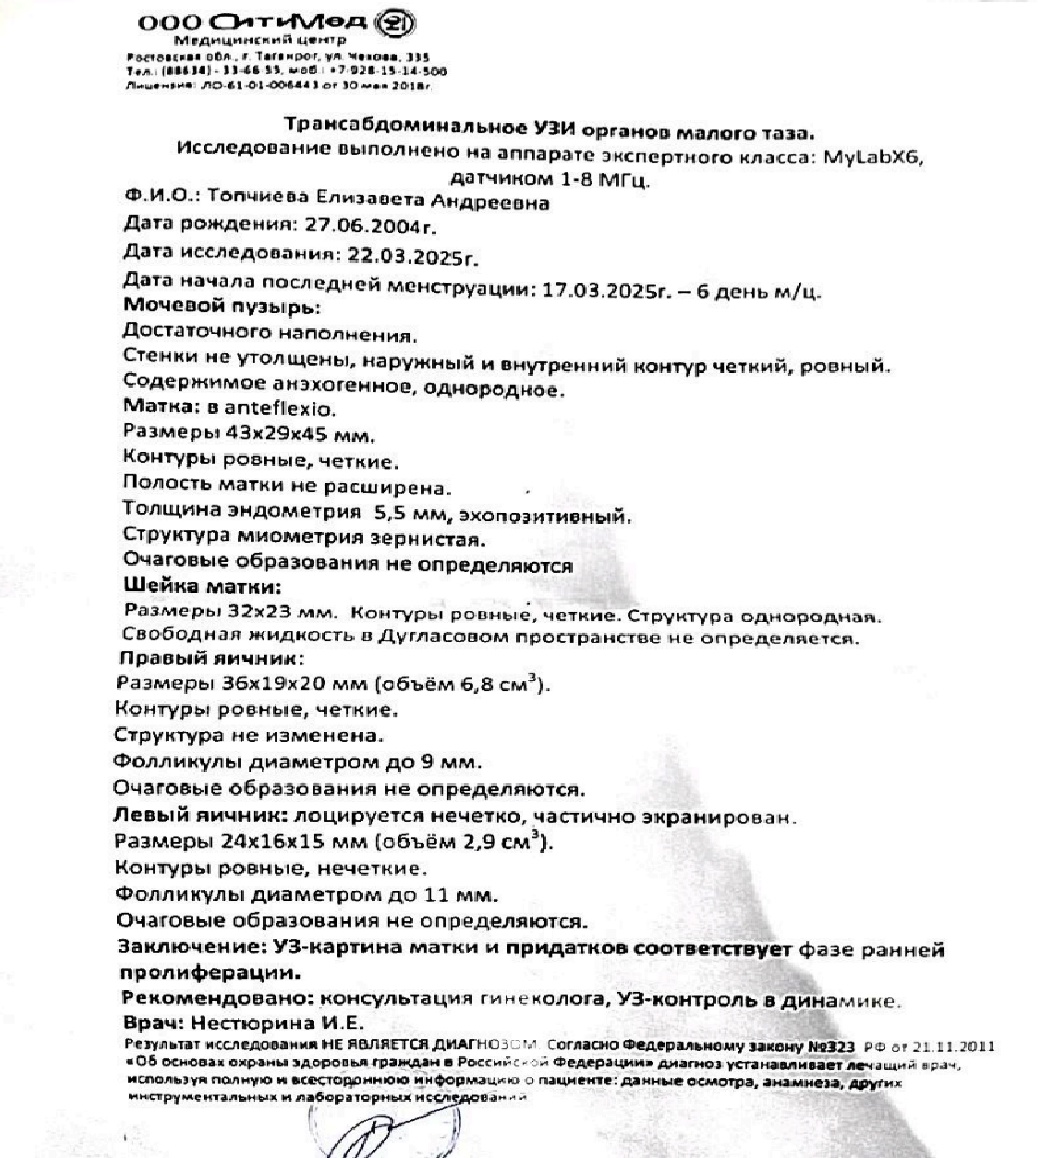 ООО СитиМед 21
Медицинский центр
Ростовская обл., г. Таганрог, ул. Чехова, 335
Тел.: (88634) - 33-66-55, моб.: +7-928-15-14-500
Лицензия: ЛО-61-01-006443 от 30 мая 2018г.
Трансабдоминальное УЗИ органов малого таза.
Исследование выполнено на аппарате экспертного класса: MyLabX6,
датчиком 1-8 МГц.
Ф.И.О.: Топчиева Елизавета Андреевна
Дата рождения: 27.06.2004г.
Дата исследования: 22.03.2025г.
Дата начала последней менструации: 17.03.2025г. – 6 день м/ц.
Мочевой пузырь:
Достаточного наполнения.
Стенки не утолщены, наружный и внутренний контур четкий, ровный.
Содержимое анэхогенное, однородное.
Матка: в anteflexio.
Размеры 43х29х45 мм.
Контуры ровные, четкие.
Полость матки не расширена.
Толщина эндометрия 5,5 мм, эхопозитивный.
Структура миометрия зернистая.
Очаговые образования не определяются
Шейка матки:
Размеры 32х23 мм. Контуры ровные, четкие. Структура однородная.
Свободная жидкость в Дугласовом пространстве не определяется.
Правый яичник:
Размеры 36х19х20 мм (объём 6,8 см³).
Контуры ровные, четкие.
Структура не изменена.
Фолликулы диаметром до 9 мм.
Очаговые образования не определяются.
Левый яичник: лоцируется нечетко, частично экранирован.
Размеры 24х16х15 мм (объём 2,9 см³).
Контуры ровные, нечеткие.
Фолликулы диаметром до 11 мм.
Очаговые образования не определяются.
Заключение: УЗ-картина матки и придатков соответствует фазе ранней
пролиферации.
Рекомендовано: консультация гинеколога, УЗ-контроль в динамике.
Врач: Нестюрина И.Е.
Результат исследования НЕ ЯВЛЯЕТСЯ ДИАГНОЗОМ. Согласно Федеральному закону №323 РФ от 21.11.2011
«Об основах охраны здоровья граждан в Российской Федерации» диагноз устанавливает лечащий врач,
используя полную и всестороннюю информацию о пациенте: данные осмотра, анамнеза, других
инструментальных и лабораторных исследований